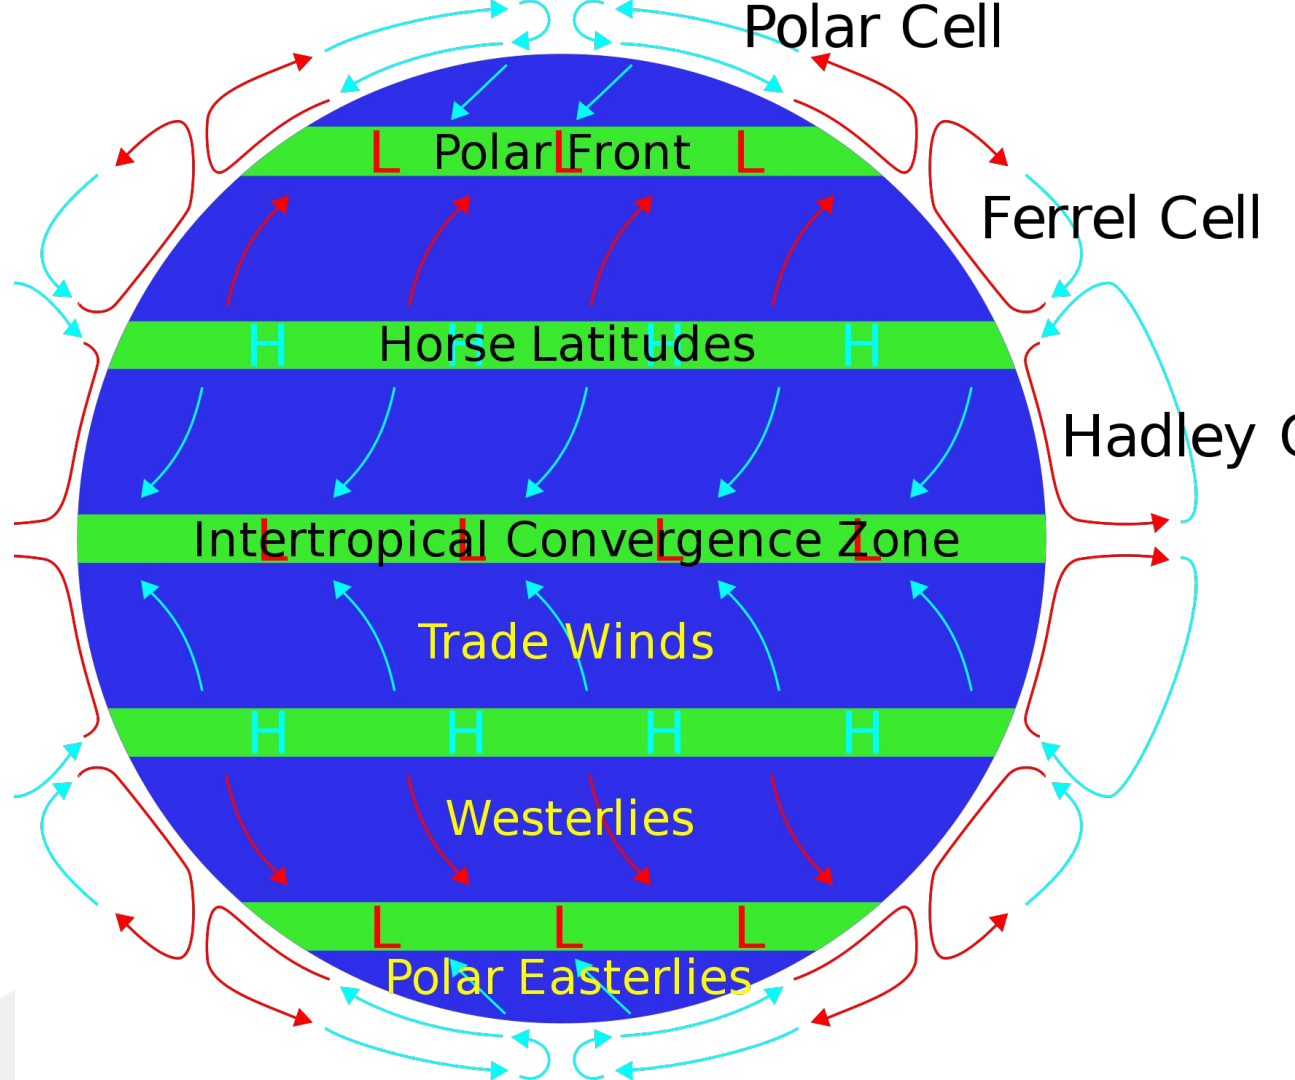 Polar Cell
L L L
Polar Front
Ferrel Cell
H H H H
Horse Latitudes
Hadley C
L L L L
Intertropical Convergence Zone
Trade Winds
H H H H
Westerlies
L L L
Polar Easterlies